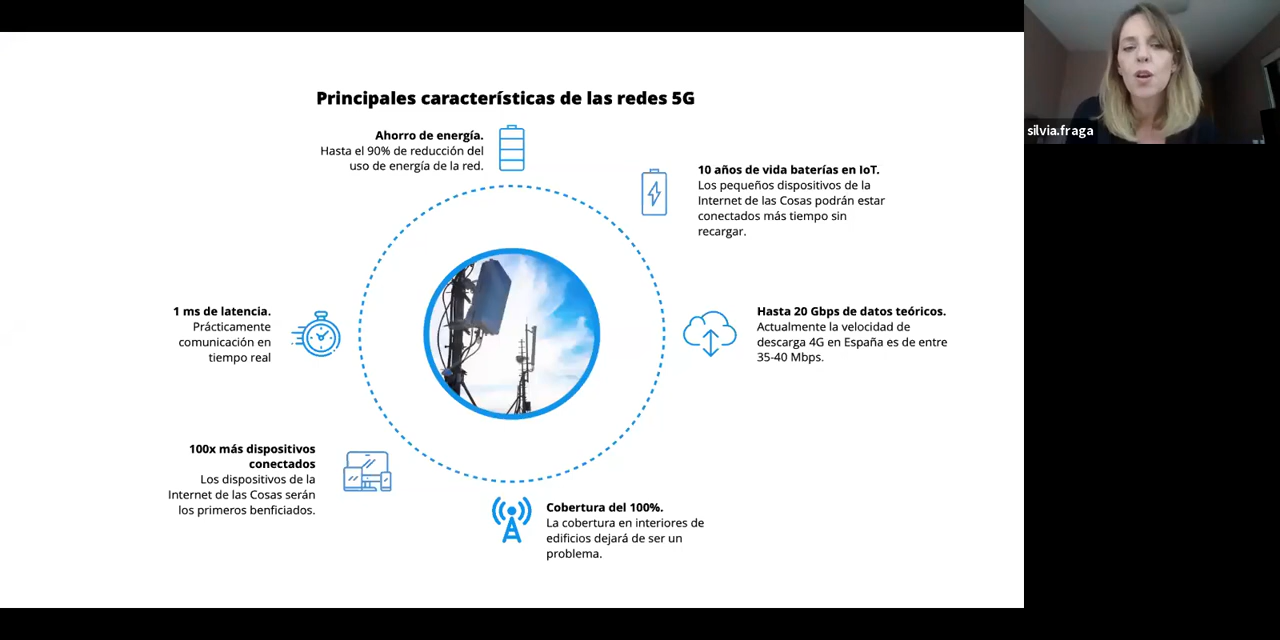 Principales características de las redes 5G
Ahorro de energía.
Hasta el 90% de reducción del
uso de energía de la red.
10 años de vida baterías en IoT.
Los pequeños dispositivos de la
Internet de las Cosas podrán estar
conectados más tiempo sin
recargar.
1 ms de latencia.
Prácticamente
comunicación en
tiempo real
Hasta 20 Gbps de datos teóricos.
Actualmente la velocidad de
descarga 4G en España es de entre
35-40 Mbps.
100x más dispositivos
conectados
Los dispositivos de la
Internet de las Cosas serán
los primeros benficiados.
Cobertura del 100%.
La cobertura en interiores de
edificios dejará de ser un
problema.
silvia.fraga